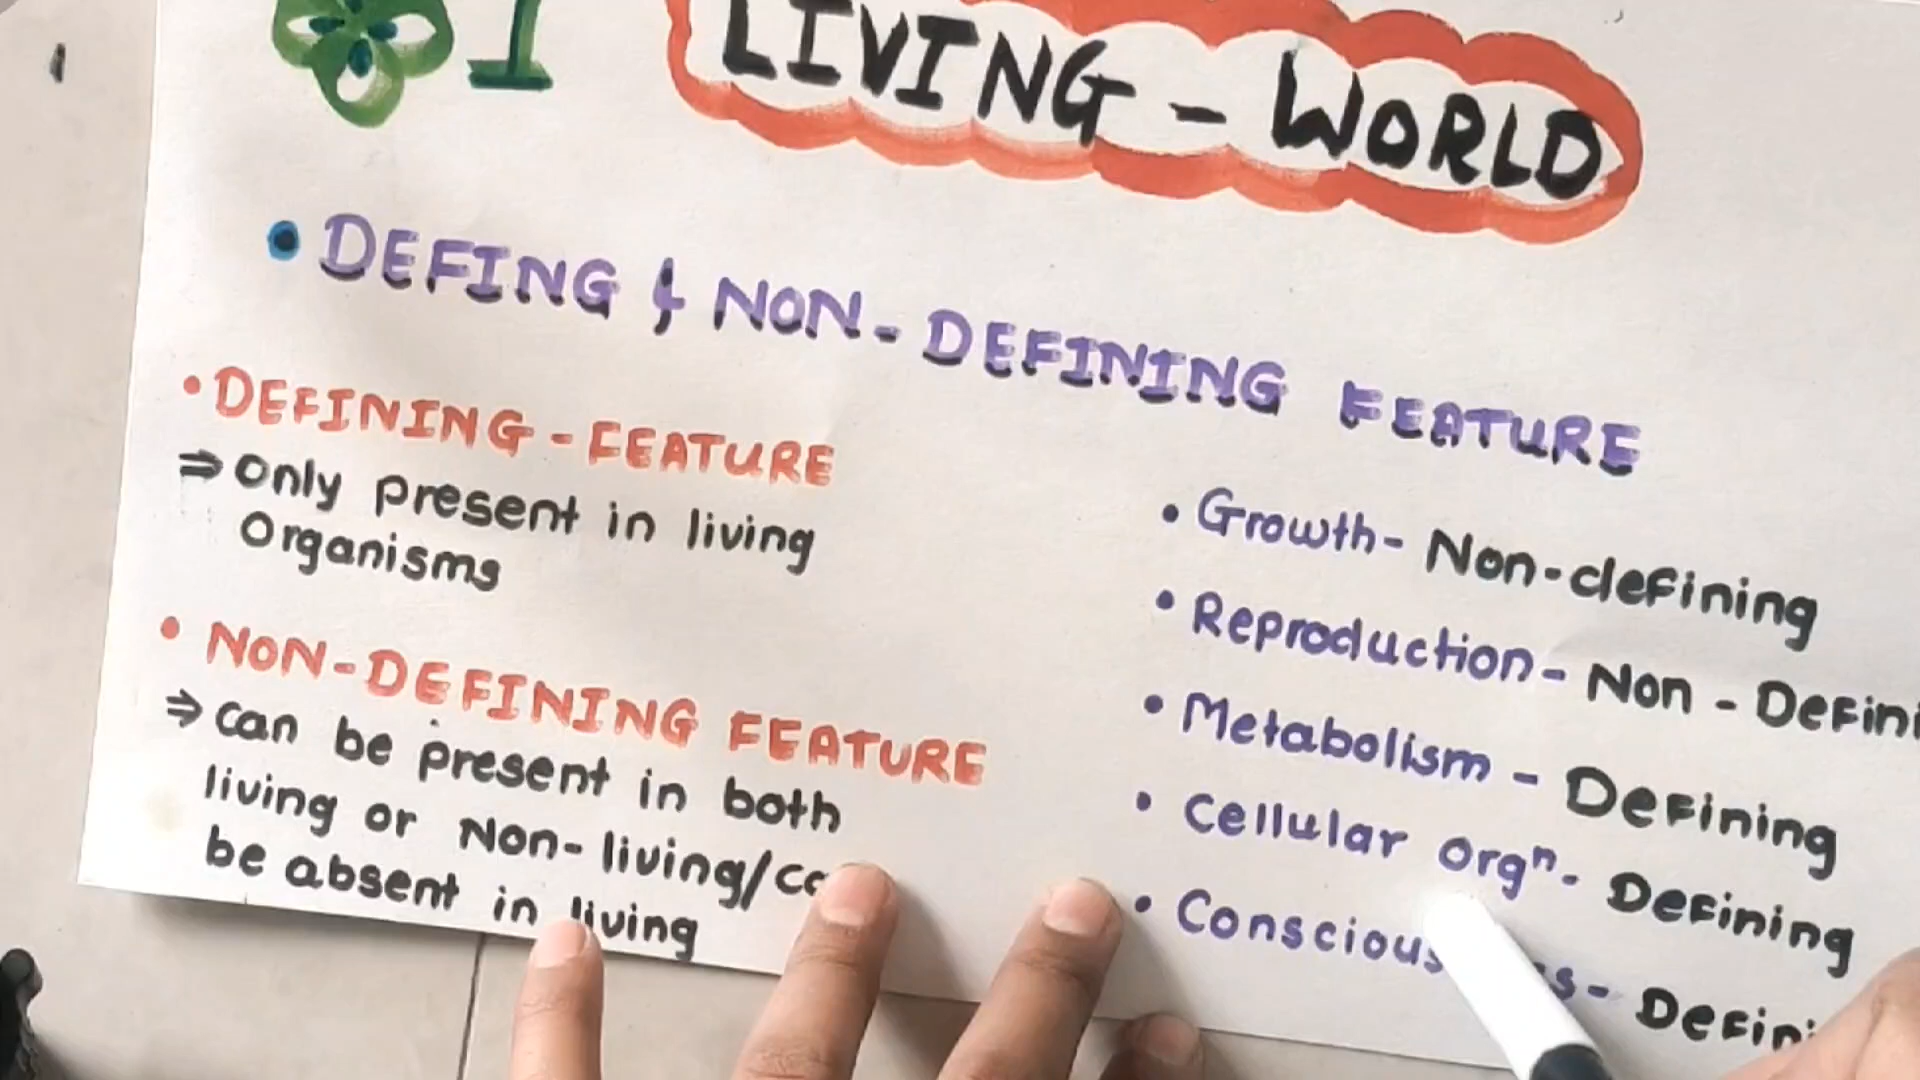 1 LIVING - WORLD
• DEFING & NON-DEFINING FEATURE
• DEFINING-FEATURE
⇒ Only present in living
Organisms
• NON-DEFINING FEATURE
⇒ can be present in both
living or Non-living/
be absent in living
• Growth- Non-defining
• Reproduction- Non -
• Metabolism - Defining
• Cellular orgⁿ- Defining
•